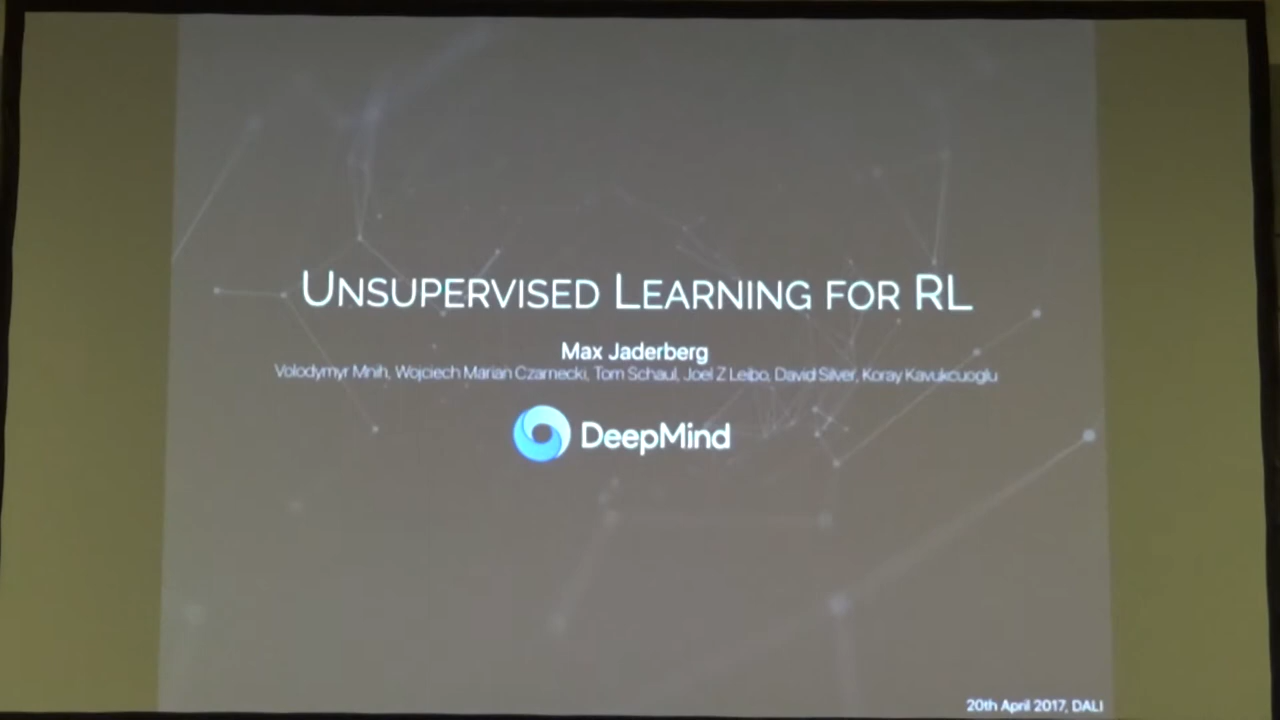 UNSUPERVISED LEARNING FOR RL
Max Jaderberg
Volodymyr Mnih, Wojciech Marian Czarnecki, Tom Schaul, Joel Z Leibo, David Silver, Koray Kavukcuoglu
DeepMind
20th April 2017, DALI